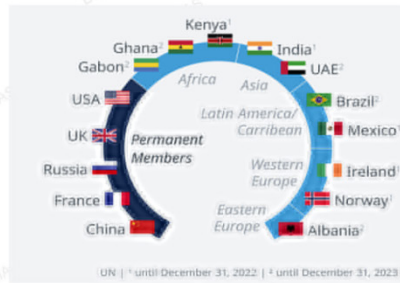 Kenya¹
Ghana²
India¹
Gabon²
UAE²
Africa
Asia
USA
Brazil²
Latin America/
Carribean
UK
Mexico¹
Permanent
Members
Russia
Western
Europe
Ireland¹
France
Norway¹
Eastern
Europe
China
Albania²
UN | ¹ until December 31, 2022 | ² until December 31, 2023